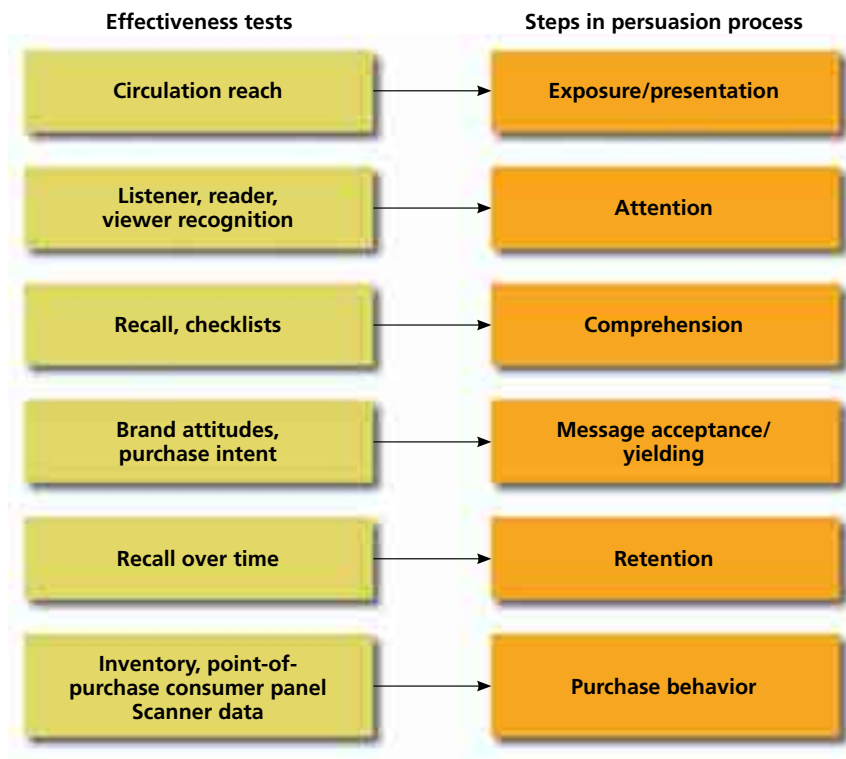 Effectiveness tests
Steps in persuasion process
Circulation reach
Exposure/presentation
Listener, reader,
viewer recognition
Attention
Recall, checklists
Comprehension
Brand attitudes,
purchase intent
Message acceptance/
yielding
Recall over time
Retention
Inventory, point-of-
purchase consumer panel
Scanner data
Purchase behavior